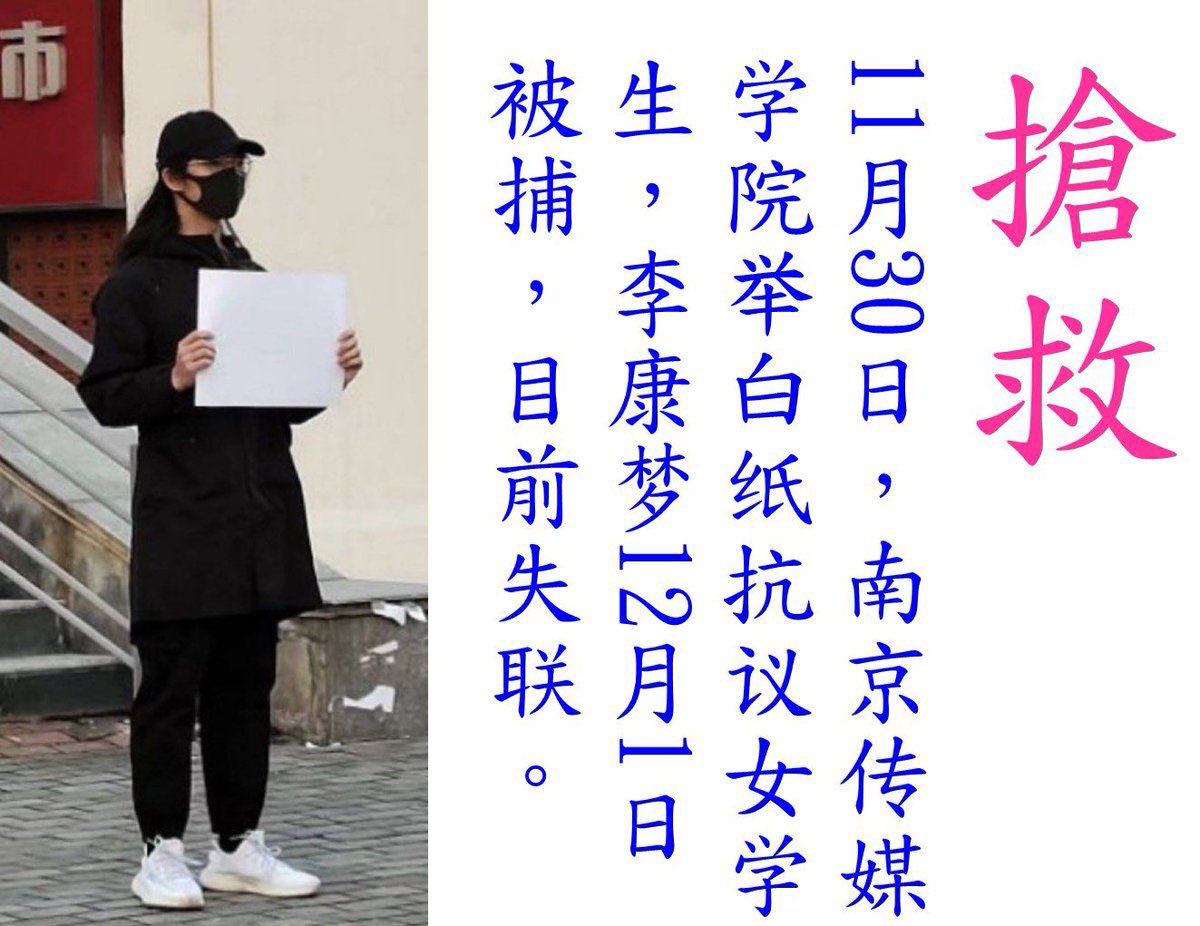 搶救
11月30日，南京传媒
学院举白纸抗议女学
生，李康梦12月1日
被捕，目前失联。
市